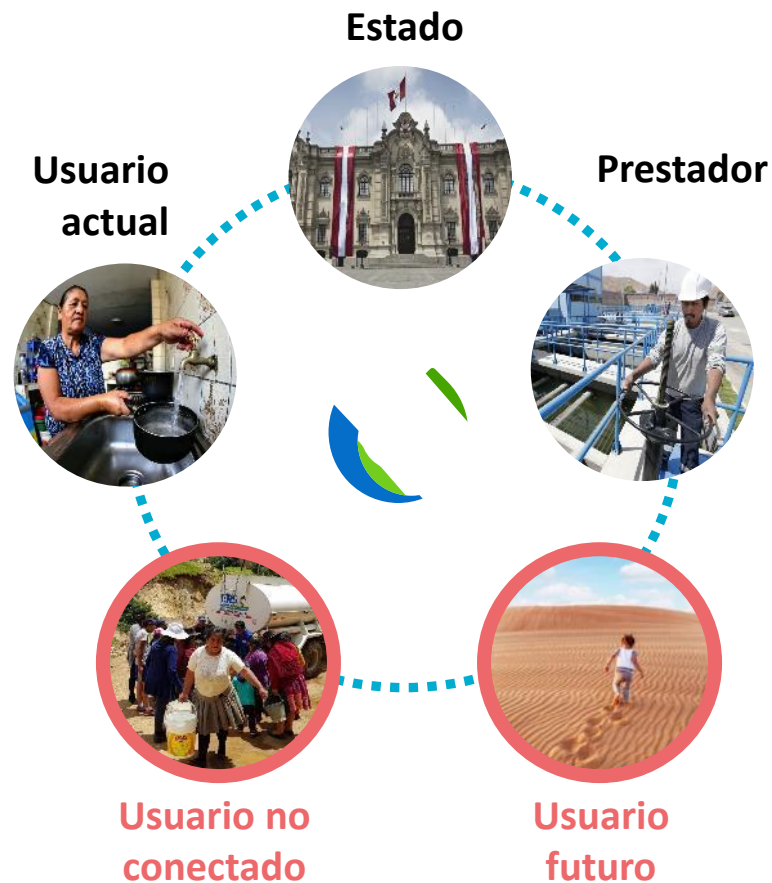 Estado
Usuario
actual
Prestador
Usuario no
conectado
Usuario
futuro